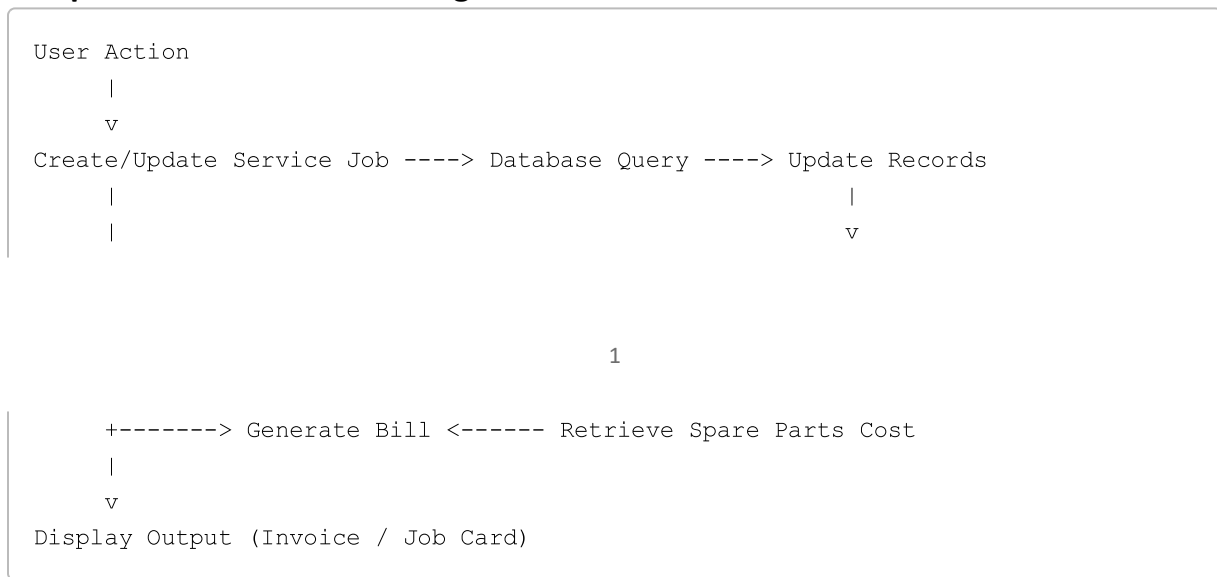 User Action
|
v
Create/Update Service Job ----> Database Query ----> Update Records
| |
| v
1
+-------> Generate Bill <------ Retrieve Spare Parts Cost
|
v
Display Output (Invoice / Job Card)